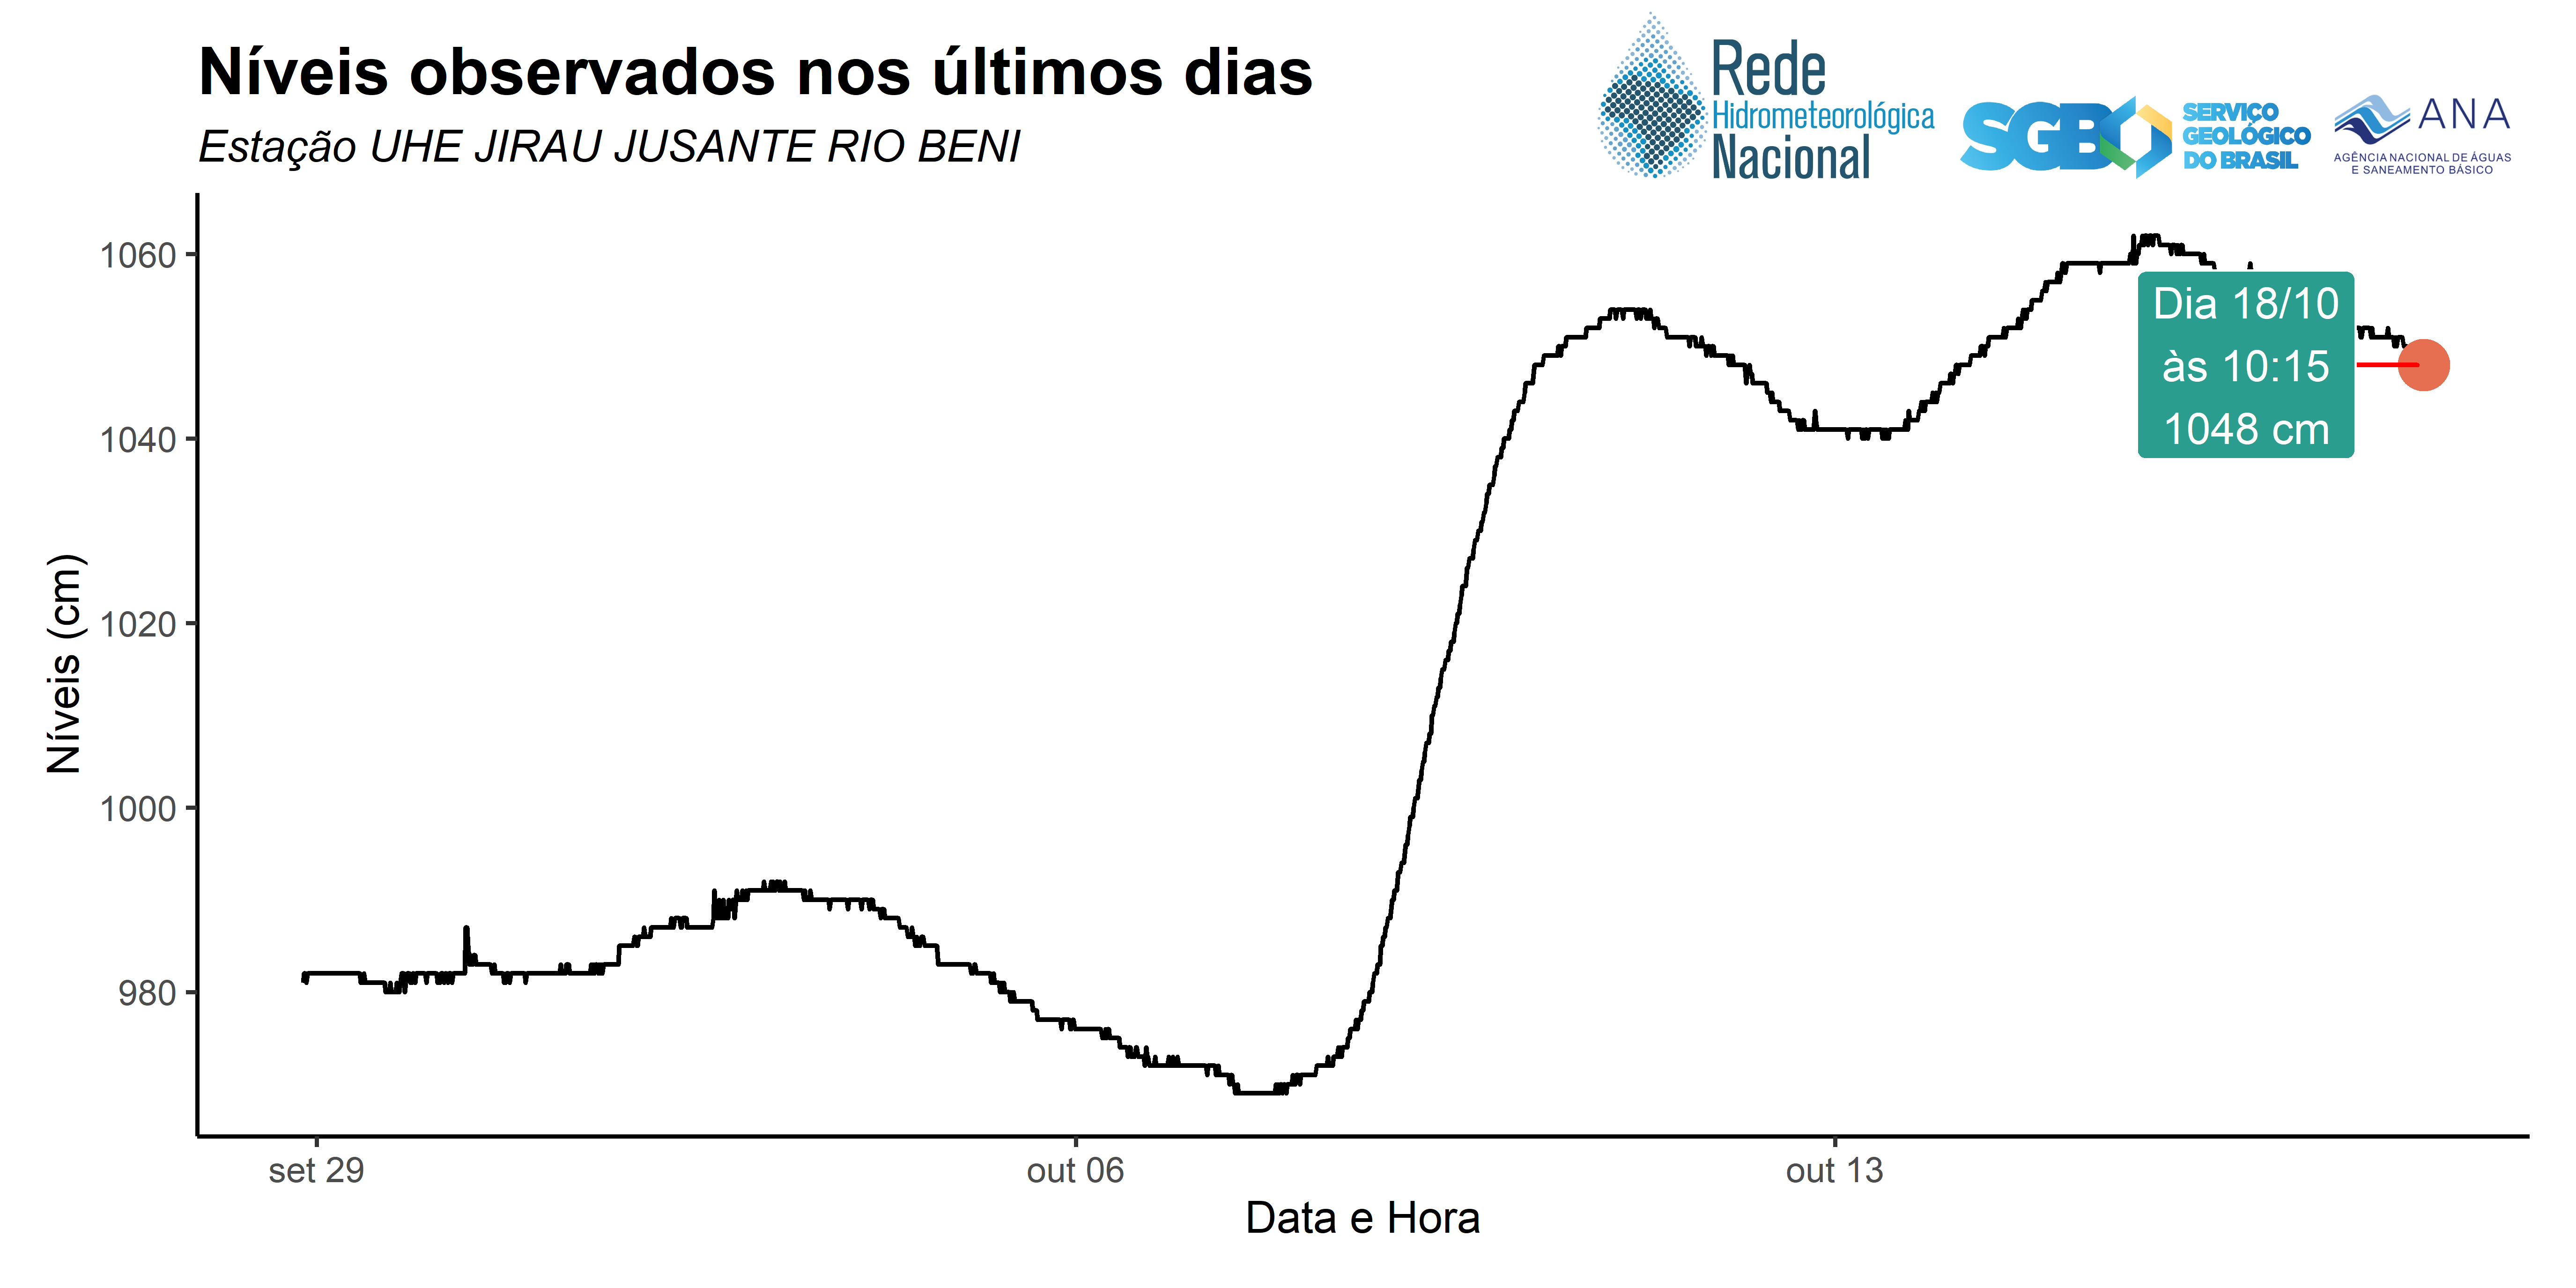 Níveis observados nos últimos dias
Estação UHE JIRAU JUSANTE RIO BENI
Rede
Hidrometeorológica
Nacional
SGB
SERVIÇO
GEOLÓGICO
DO BRASIL
ANA
AGÊNCIA NACIONAL DE ÁGUAS
E SANEAMENTO BÁSICO
Níveis (cm)
1060
1040
1020
1000
980
Dia 18/10
às 10:15
1048 cm
set 29
out 06
out 13
Data e Hora